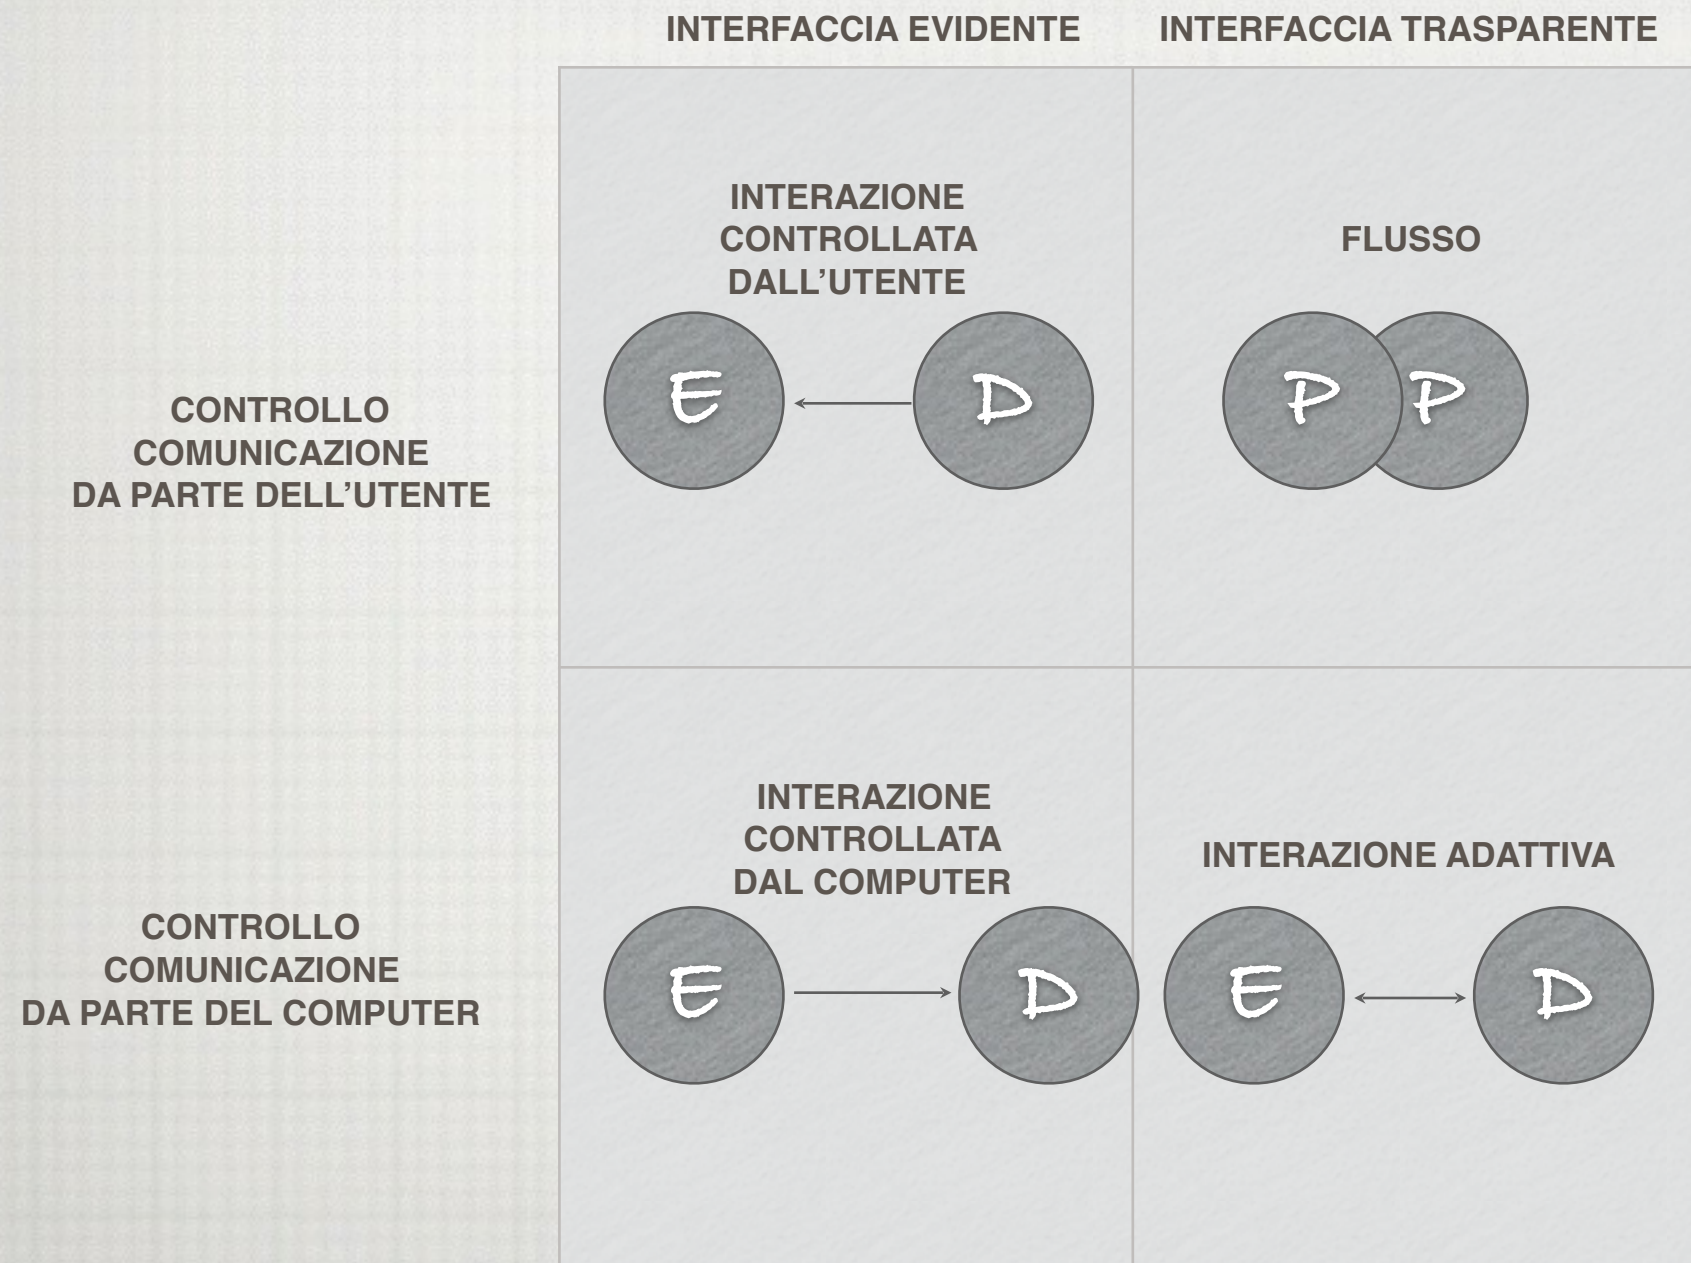 INTERFACCIA EVIDENTE
INTERFACCIA TRASPARENTE
CONTROLLO
COMUNICAZIONE
DA PARTE DELL’UTENTE
INTERAZIONE
CONTROLLATA
DALL’UTENTE
E
D
FLUSSO
P
P
CONTROLLO
COMUNICAZIONE
DA PARTE DEL COMPUTER
INTERAZIONE
CONTROLLATA
DAL COMPUTER
E
D
INTERAZIONE ADATTIVA
E
D